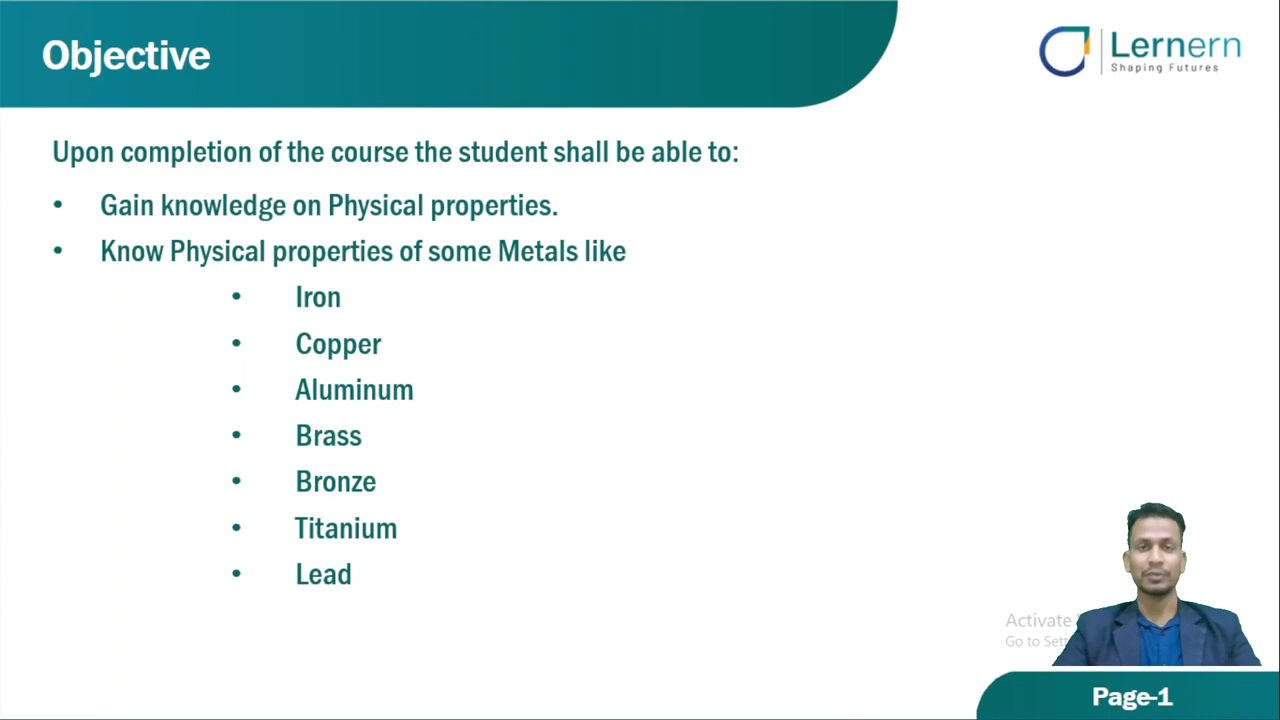 Objective
Lernern
Shaping Futures
Upon completion of the course the student shall be able to:
• Gain knowledge on Physical properties.
• Know Physical properties of some Metals like
• Iron
• Copper
• Aluminum
• Brass
• Bronze
• Titanium
• Lead
Activate
Go to
Page-1